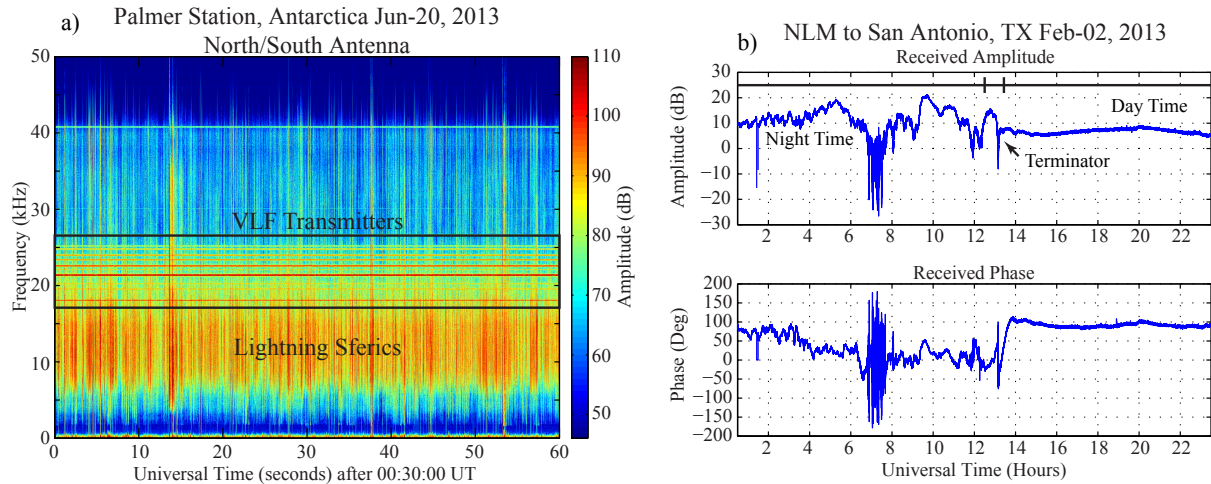 a)
Palmer Station, Antarctica Jun-20, 2013
North/South Antenna
50
40
30
20
10
0
Frequency (kHz)
VLF Transmitters
Lightning Sferics
0 10 20 30 40 50 60
Universal Time (seconds) after 00:30:00 UT
110
100
90
80
70
60
50
Amplitude (dB)
b)
NLM to San Antonio, TX Feb-02, 2013
Received Amplitude
30
20
10
0
−10
−20
−30
Amplitude (dB)
Night Time
Day Time
Terminator
2 4 6 8 10 12 14 16 18 20 22
Received Phase
200
150
100
50
0
−50
−100
−150
−200
Phase (Deg)
2 4 6 8 10 12 14 16 18 20 22
Universal Time (Hours)